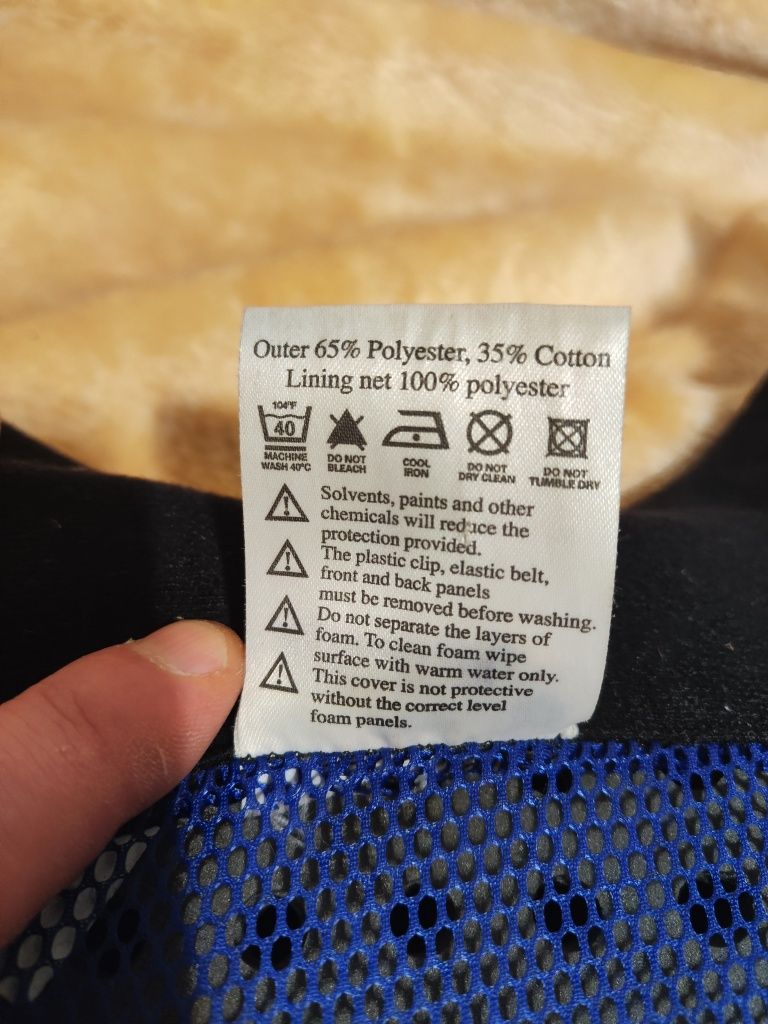 Outer 65% Polyester, 35% Cotton
Lining net 100% polyester
104°F
40
MACHINE
WASH 40°C
DO NOT
BLEACH
COOL
IRON
DO NOT
DRY CLEAN
DO NOT
TUMBLE DRY
Solvents, paints and other
chemicals will reduce the
protection provided.
The plastic clip, elastic belt,
front and back panels
must be removed before washing.
Do not separate the layers of
foam. To clean foam wipe
surface with warm water only.
This cover is not protective
without the correct level
foam panels.